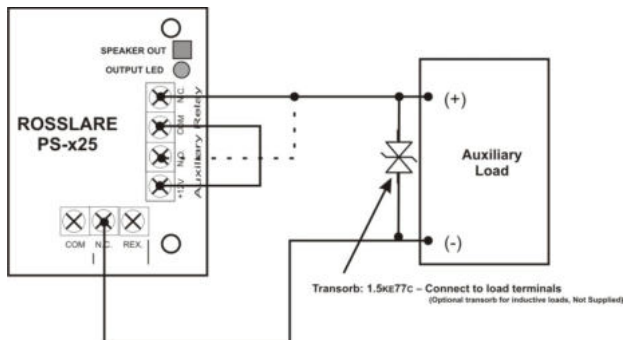 SPEAKER OUT
OUTPUT LED
ROSSLARE
PS-x25
N.C.
COM
N.O.
+12V
Auxiliary Relay
COM
N.C.
REX.
(+)
Auxiliary
Load
(-)
Transorb: 1.5KE77C – Connect to load terminals
(Optional transorb for inductive loads, Not Supplied)